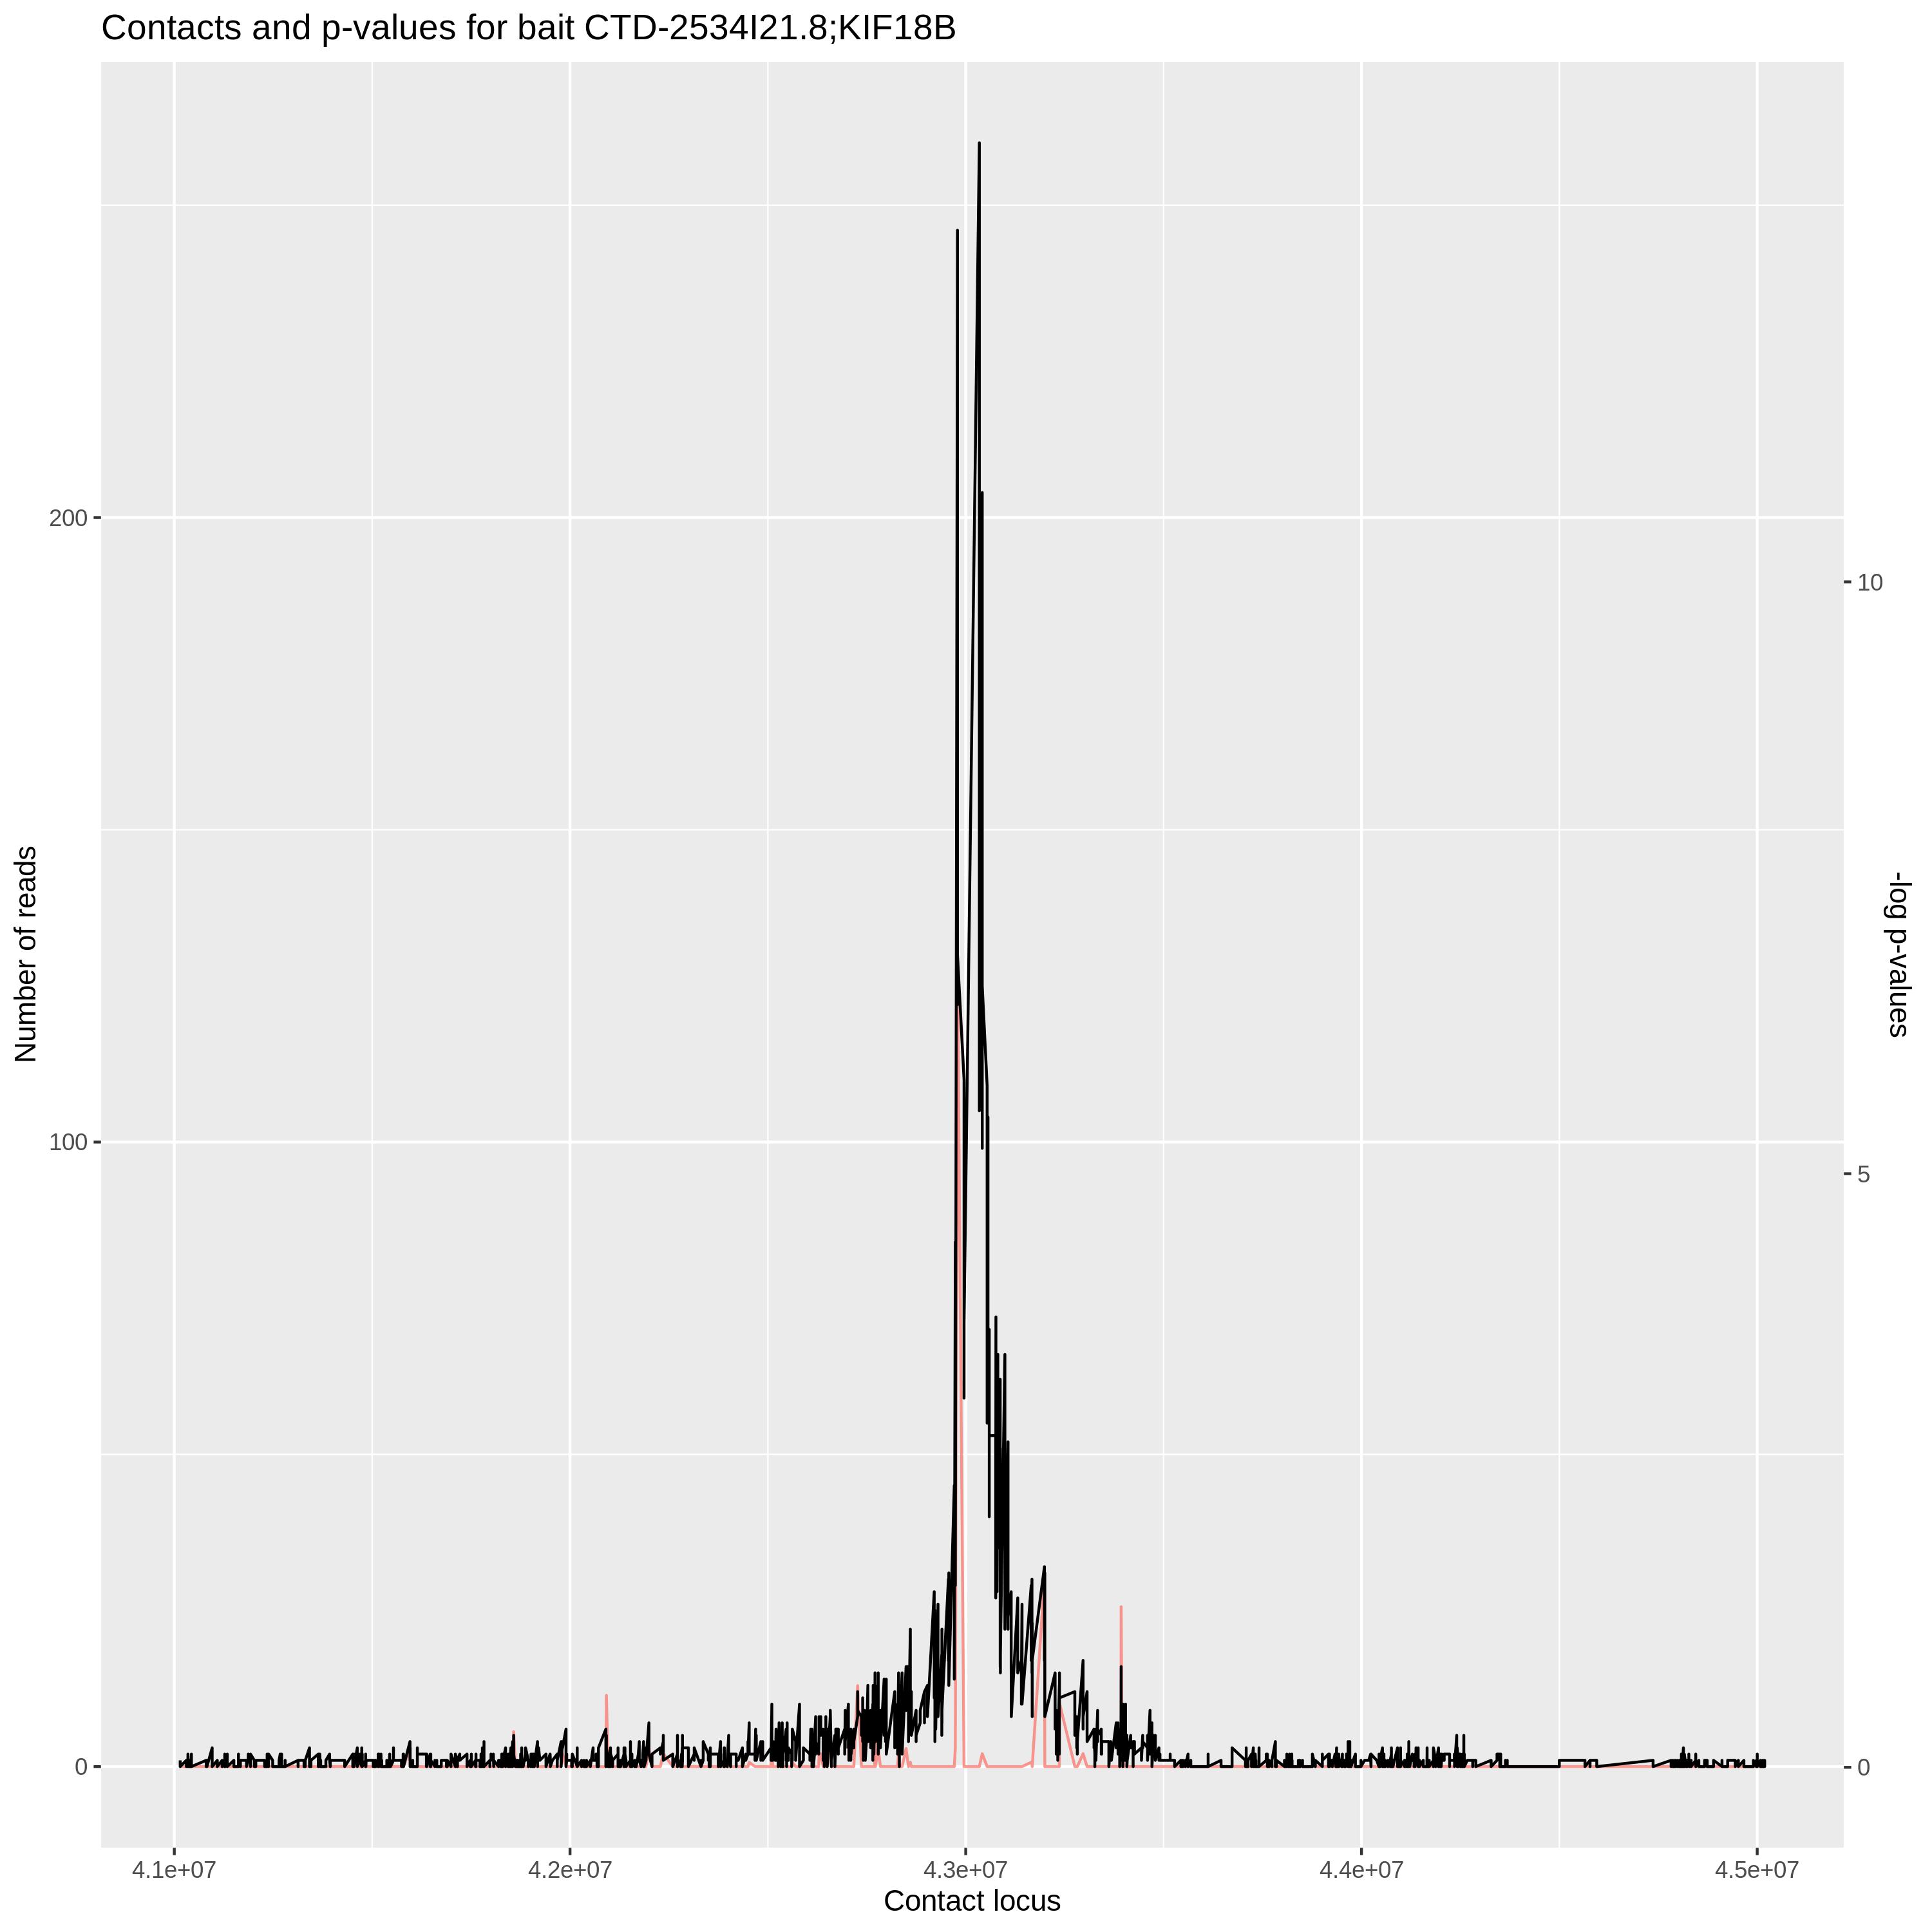 Contacts and p-values for bait CTD-2534I21.8;KIF18B
Number of reads
200
100
0
10
5
0
-log p-values
4.1e+07
4.2e+07
4.3e+07
4.4e+07
4.5e+07
Contact locus